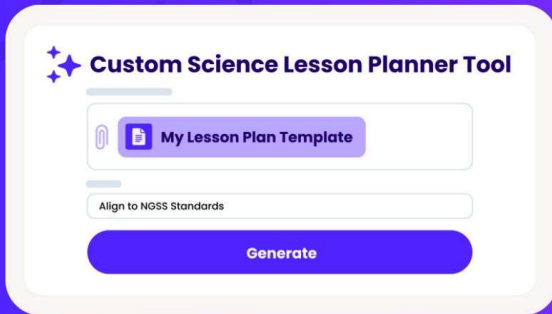 Custom Science Lesson Planner Tool
My Lesson Plan Template
Align to NGSS Standards
Generate